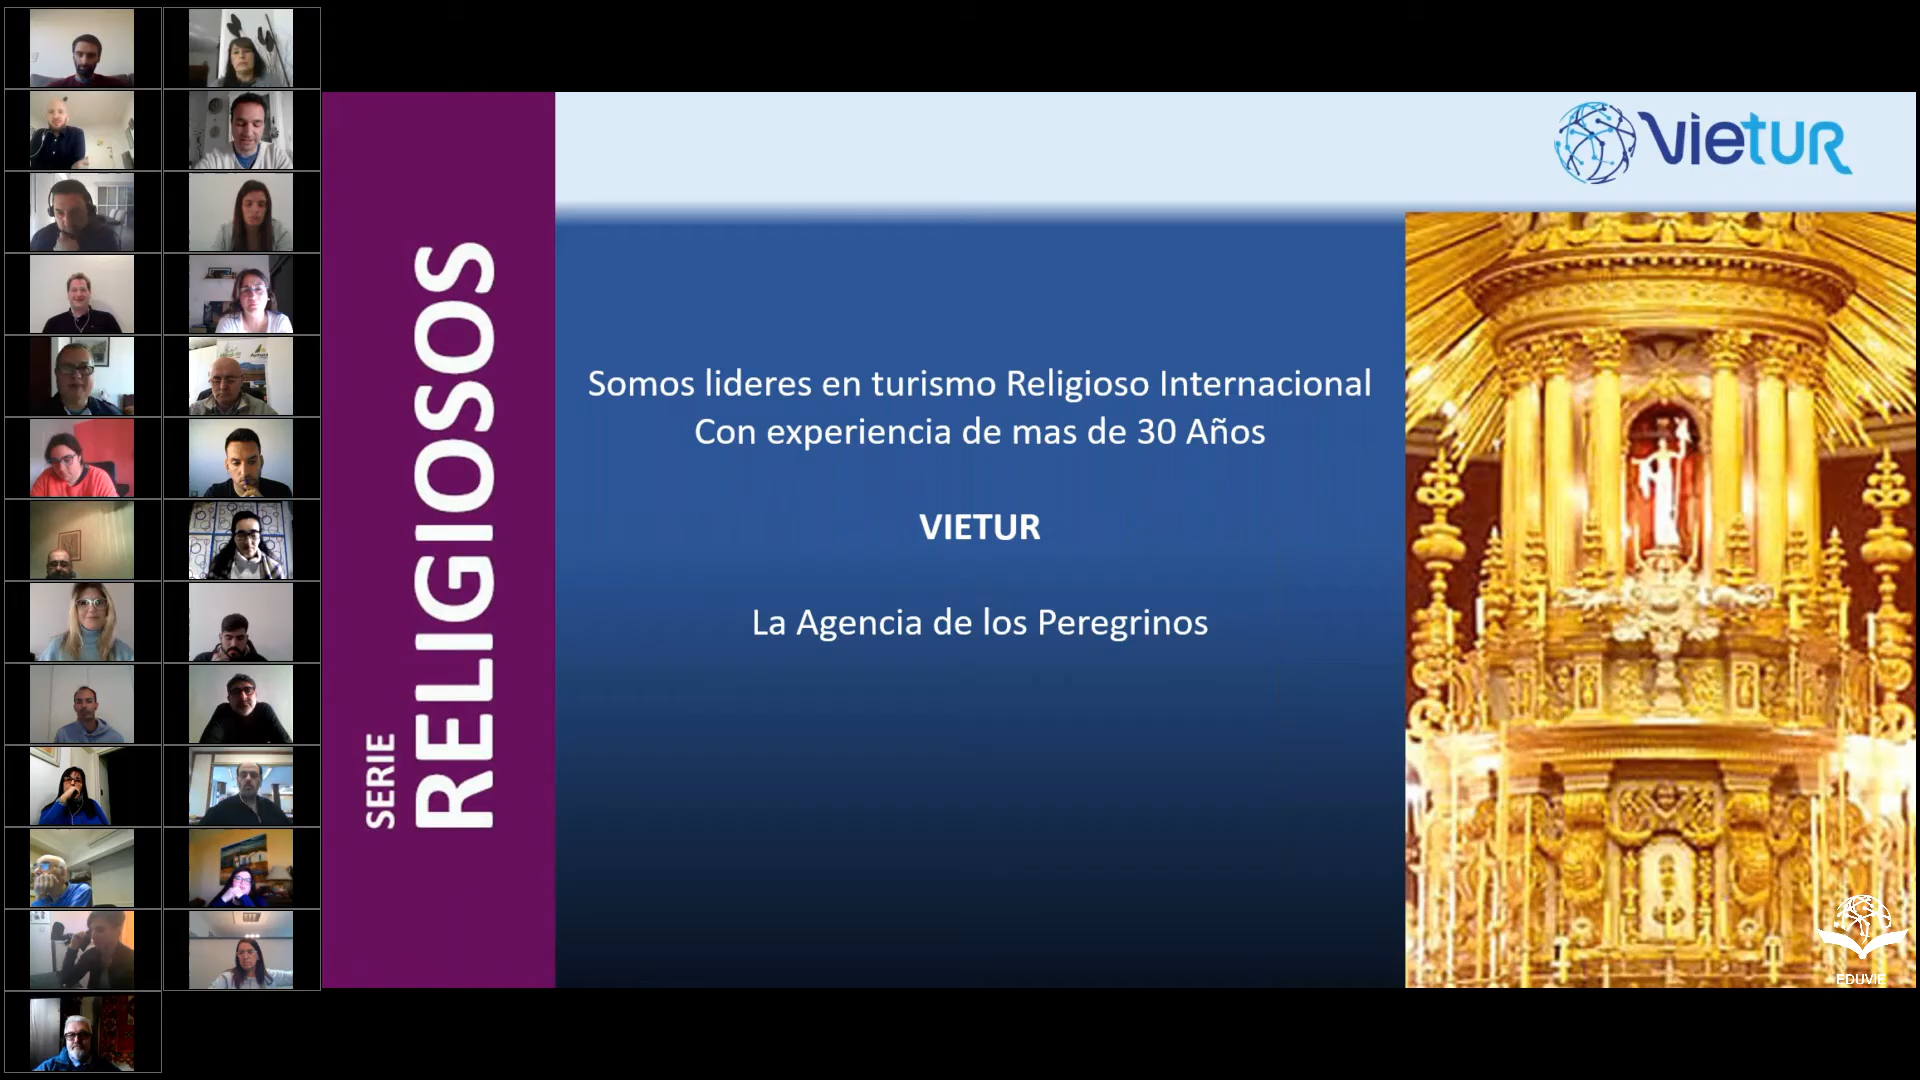 vietur
SERIE
RELIGIOSOS
Somos lideres en turismo Religioso Internacional
Con experiencia de mas de 30 Años
VIETUR
La Agencia de los Peregrinos
EDUVIE